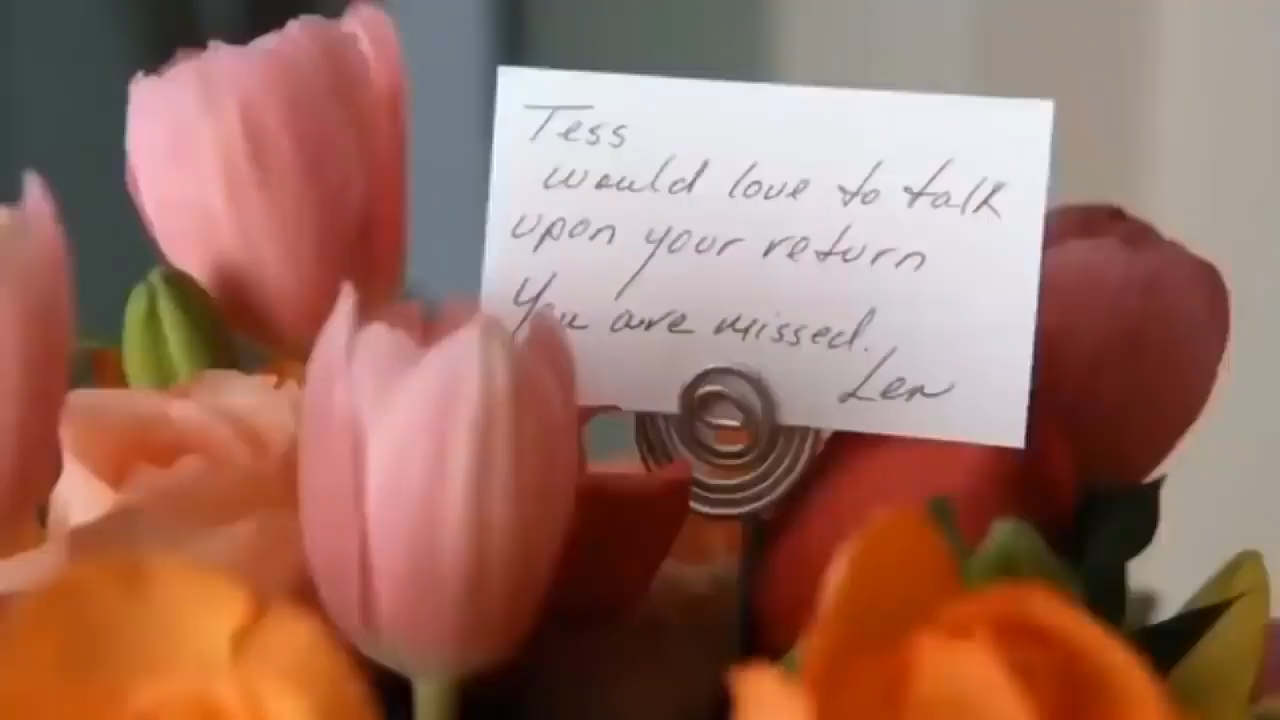 Tess
would love to talk
upon your return
You are missed.
Len